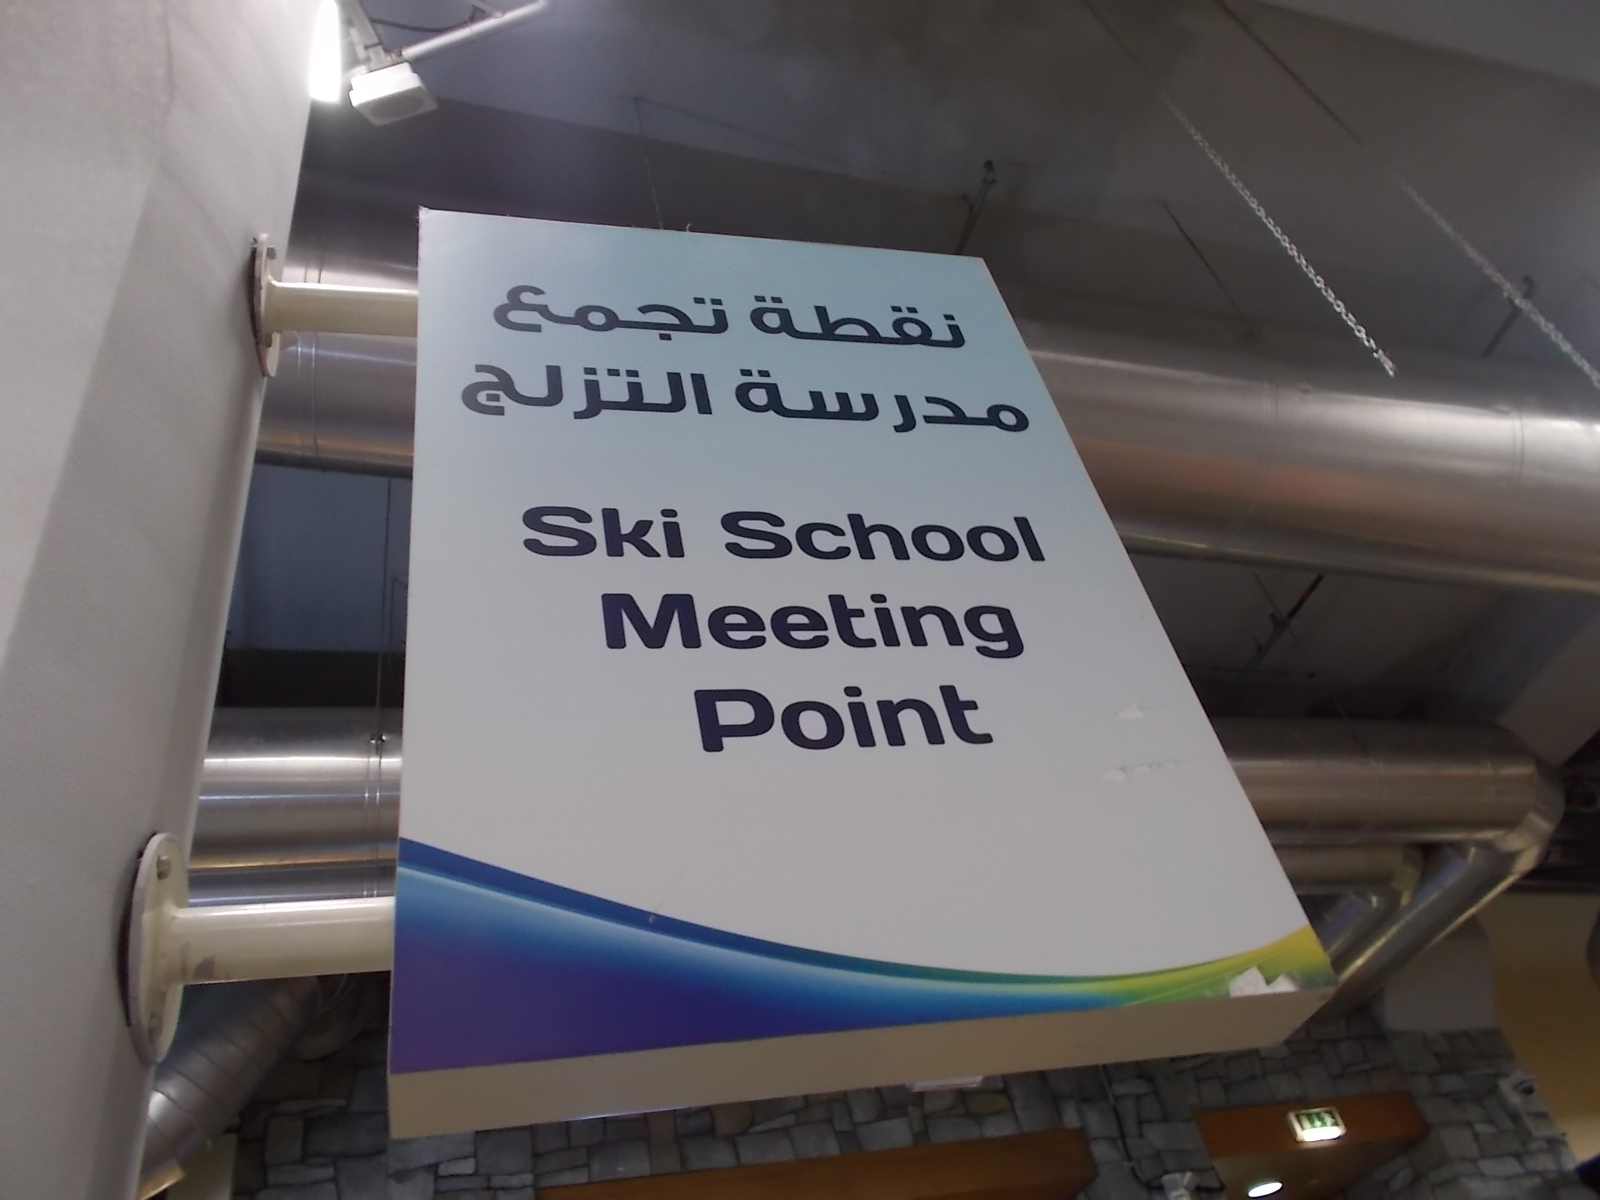 نقطة تجمع
مدرسة التزلج
Ski School
Meeting
Point